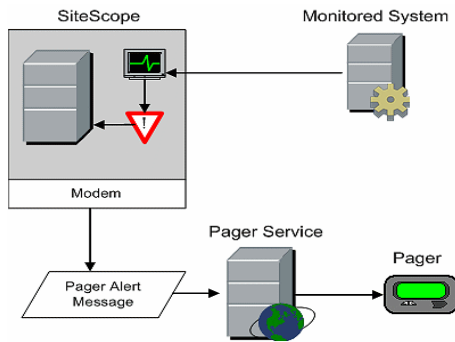 SiteScope
Monitored System
!
Modem
Pager Service
Pager
Pager Alert
Message